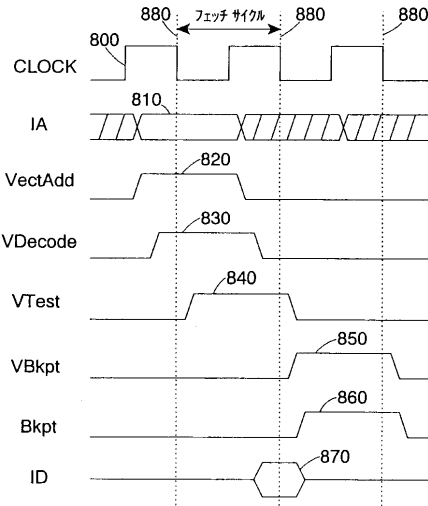 880 フェッチ サイクル 880 880
800
CLOCK
810
IA
820
VectAdd
830
VDecode
840
VTest
850
VBkpt
860
Bkpt
870
ID